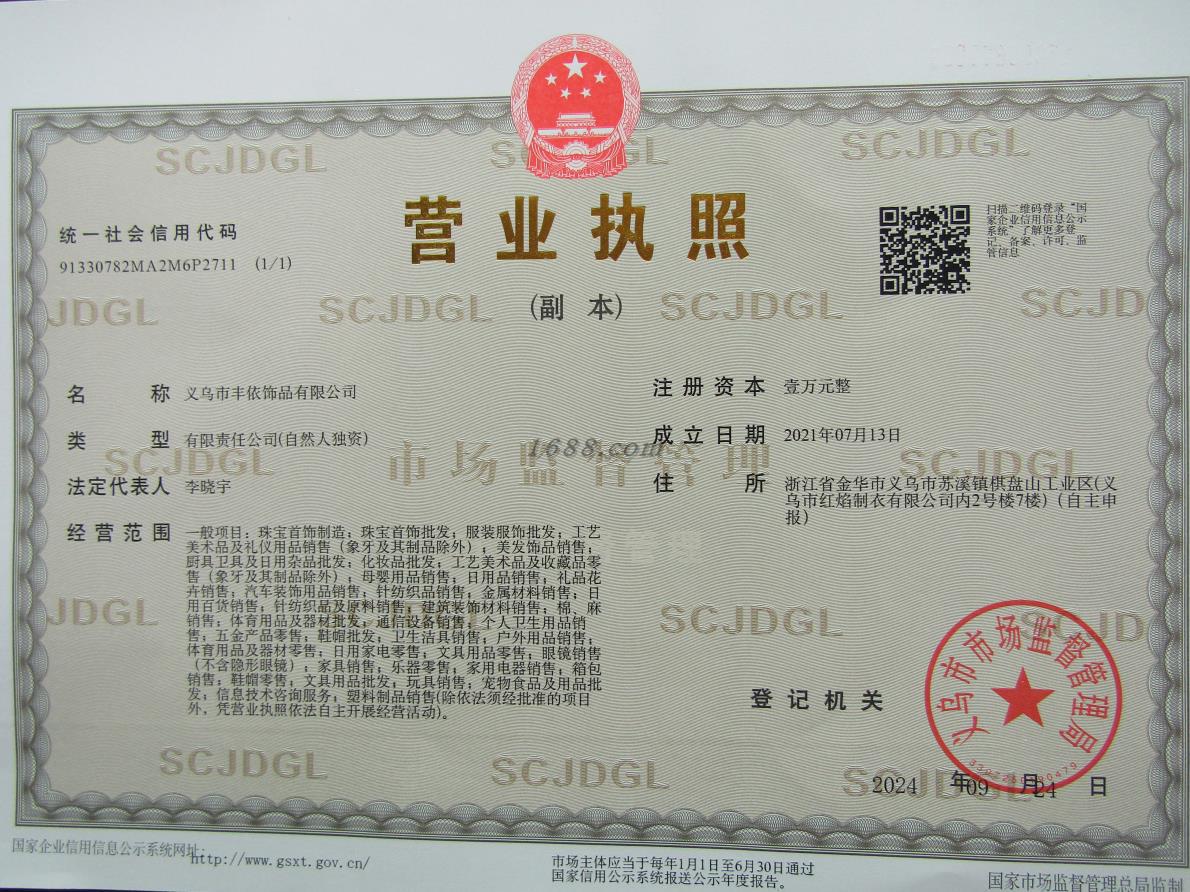 SCJDGL SCJDGL SCJDGL
营业执照
(副 本)
统一社会信用代码
91330782MA2M6P2711 (1/1)
扫描二维码登录“国
家企业信用信息公示
系统”了解更多登
记、备案、许可、监
管信息
JDGL SCJDGL SCJDGL SCJD
名 称 义乌市丰依饰品有限公司
类 型 有限责任公司(自然人独资)
法定代表人 李晓宇
注册资本 壹万元整
成立日期 2021年07月13日
住 所 浙江省金华市义乌市苏溪镇棋盘山工业区(义
乌市红焰制衣有限公司内2号楼7楼)(自主申
报)
1688.com
SCJDGL 市场监督管理 SCJDGL
经营范围 一般项目：珠宝首饰制造；珠宝首饰批发；服装服饰批发；工艺
美术品及礼仪用品销售（象牙及其制品除外）；美发饰品销售；
厨具卫具及日用杂品批发；化妆品批发；工艺美术品及收藏品零
售（象牙及其制品除外）；母婴用品销售；日用品销售；礼品花
卉销售；汽车装饰用品销售；针纺织品销售；金属材料销售；日
用百货销售；针纺织品及原料销售；建筑装饰材料销售；棉、麻
销售；体育用品及器材批发；通信设备销售；个人卫生用品销
售；五金产品零售；鞋帽批发；卫生洁具销售；户外用品销售；
体育用品及器材零售；日用家电零售；文具用品零售；眼镜销售
（不含隐形眼镜）；家具销售；乐器零售；家用电器销售；箱包
销售；鞋帽零售；文具用品批发；玩具销售；宠物食品及用品批
发；信息技术咨询服务；塑料制品销售(除依法须经批准的项目
外，凭营业执照依法自主开展经营活动)。
管理
JDGL SCJDGL JD
登记机关
义乌市市场监督管理局
SCJDGL SCJDGL SCJDGL
2024 年09 月24 日
国家企业信用信息公示系统网址：
http://www.gsxt.gov.cn/
市场主体应当于每年1月1日至6月30日通过
国家信用公示系统报送公示年度报告。
国家市场监督管理总局监制